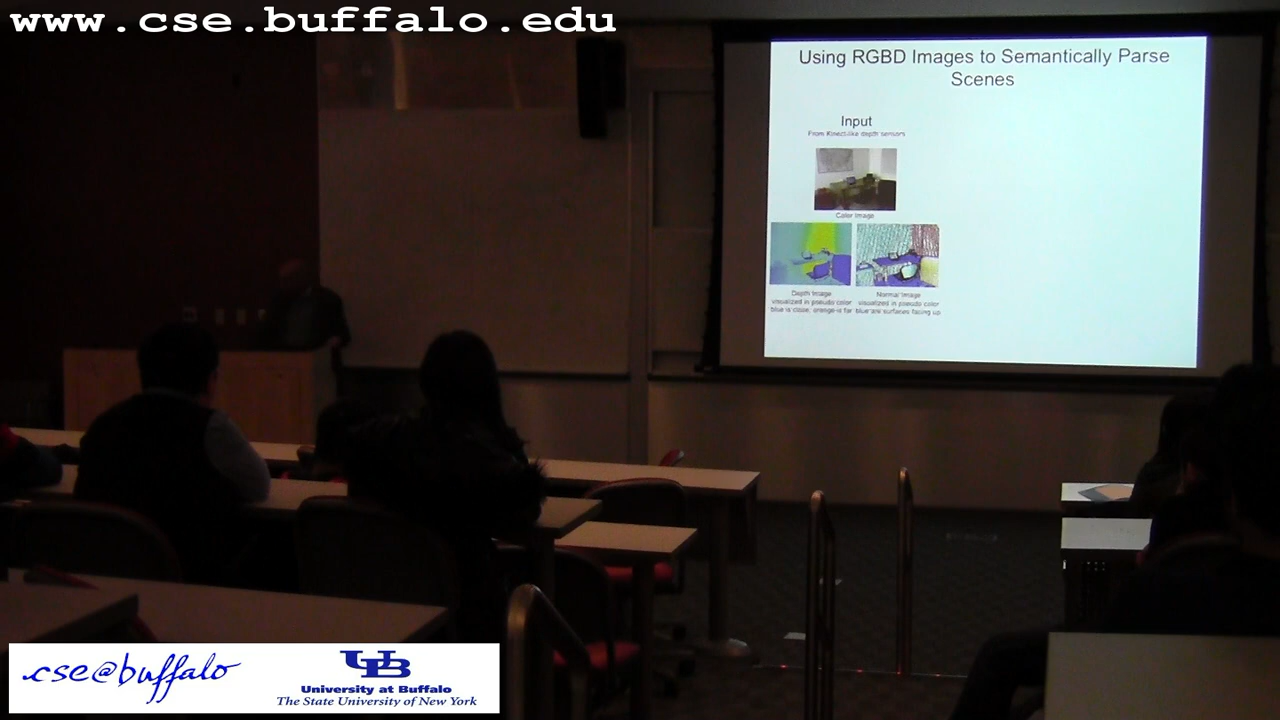 www.cse.buffalo.edu
Using RGBD Images to Semantically Parse
Scenes
Input
From Kinect-like depth sensors
Color Image
Depth Image
visualized in pseudo color
blue is close, orange is far
Normal Image
visualized in pseudo color
blue are surfaces facing up
cse@buffalo
UB
University at Buffalo
The State University of New York